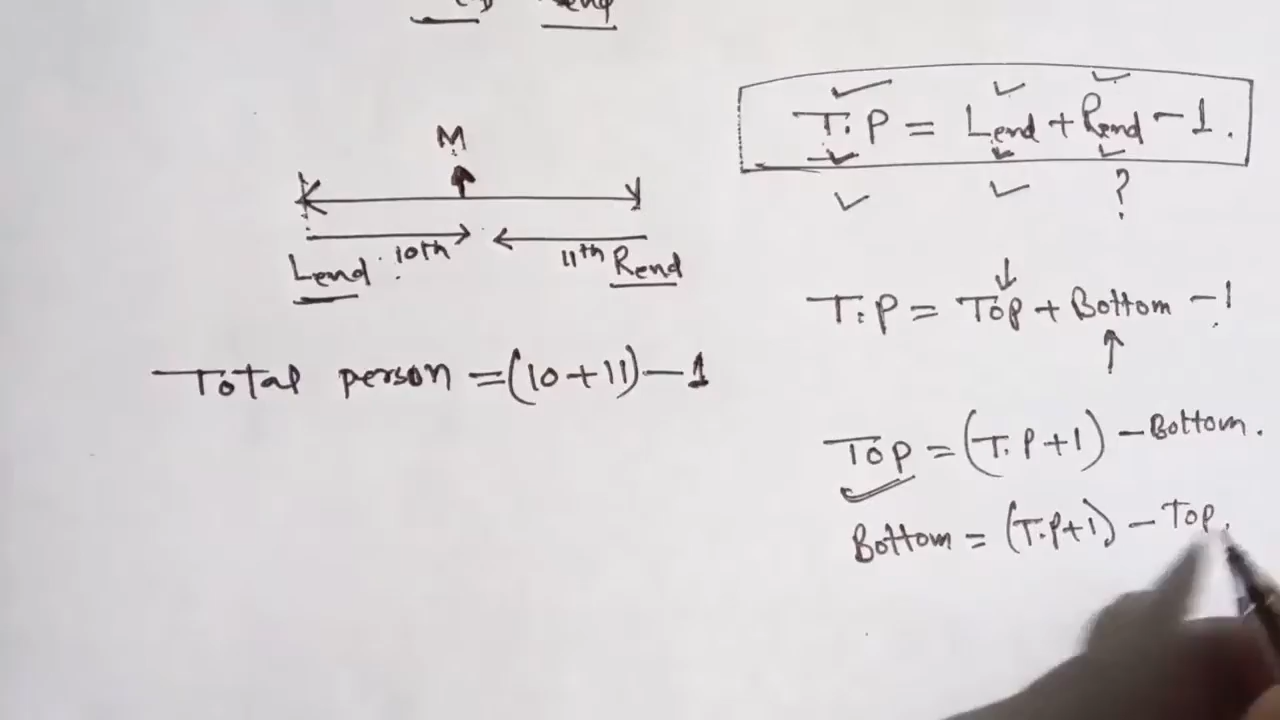 M
Lend 10th 11th Rend
Total person = (10+11) - 1
T.P = Lend + Rend - 1.
?
T.P = Top + Bottom - 1
Top = (T.P+1) - Bottom.
Bottom = (T.P+1) - Top.